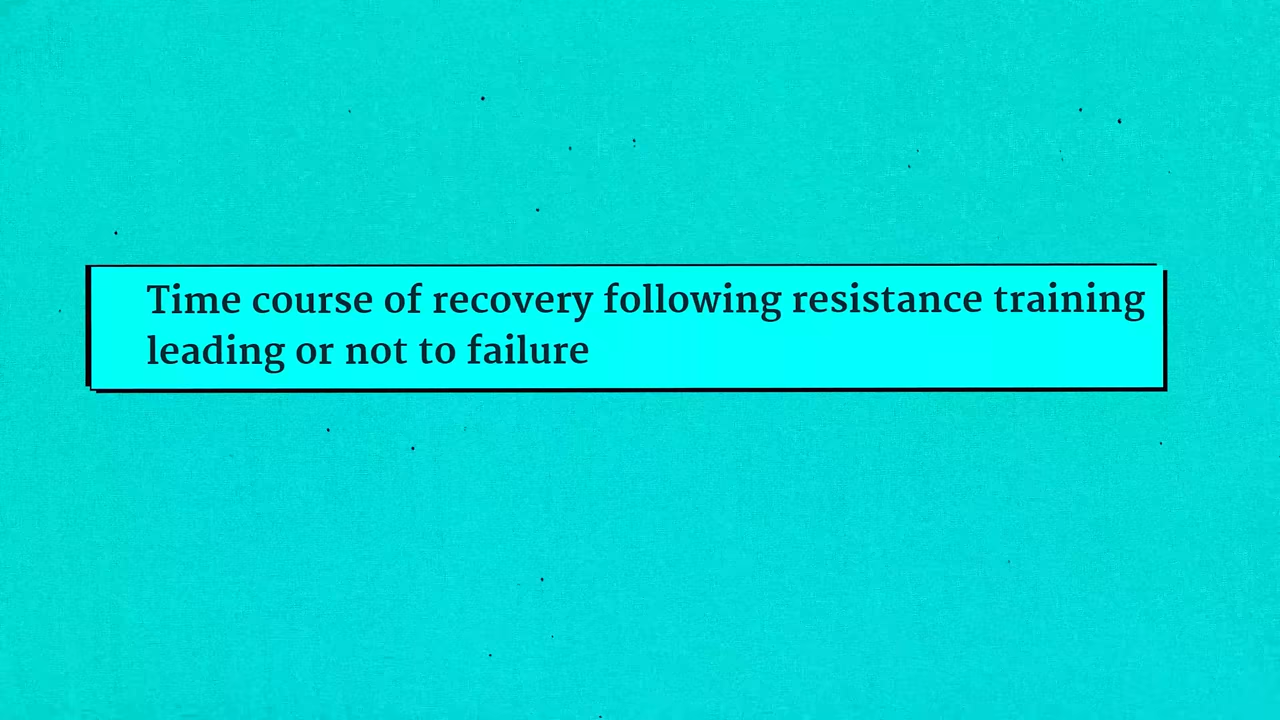 Time course of recovery following resistance training
leading or not to failure